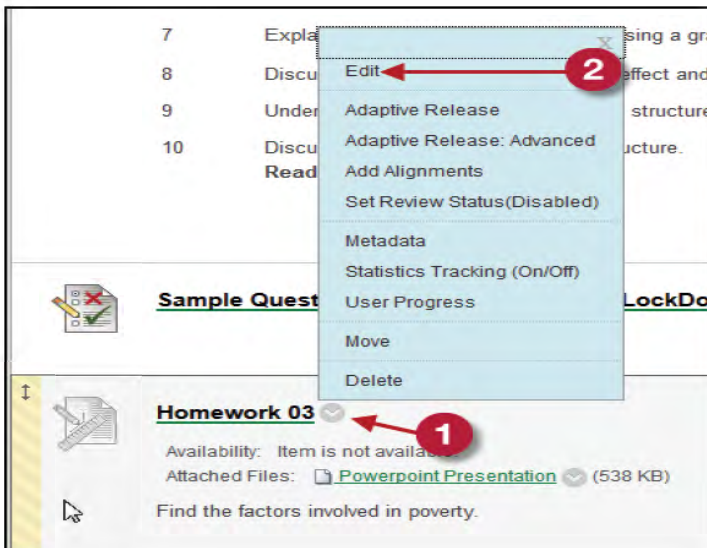 7 Expla sing a gra
X
8 Discu Edit 2 effect and
9 Under Adaptive Release structure
10 Discu Adaptive Release: Advanced ucture.
Read Add Alignments
Set Review Status(Disabled)
Metadata
Statistics Tracking (On/Off)
Sample Quest User Progress LockDo
Move
Delete
Homework 03 1
Availability: Item is not available.
Attached Files: Powerpoint Presentation (538 KB)
Find the factors involved in poverty.